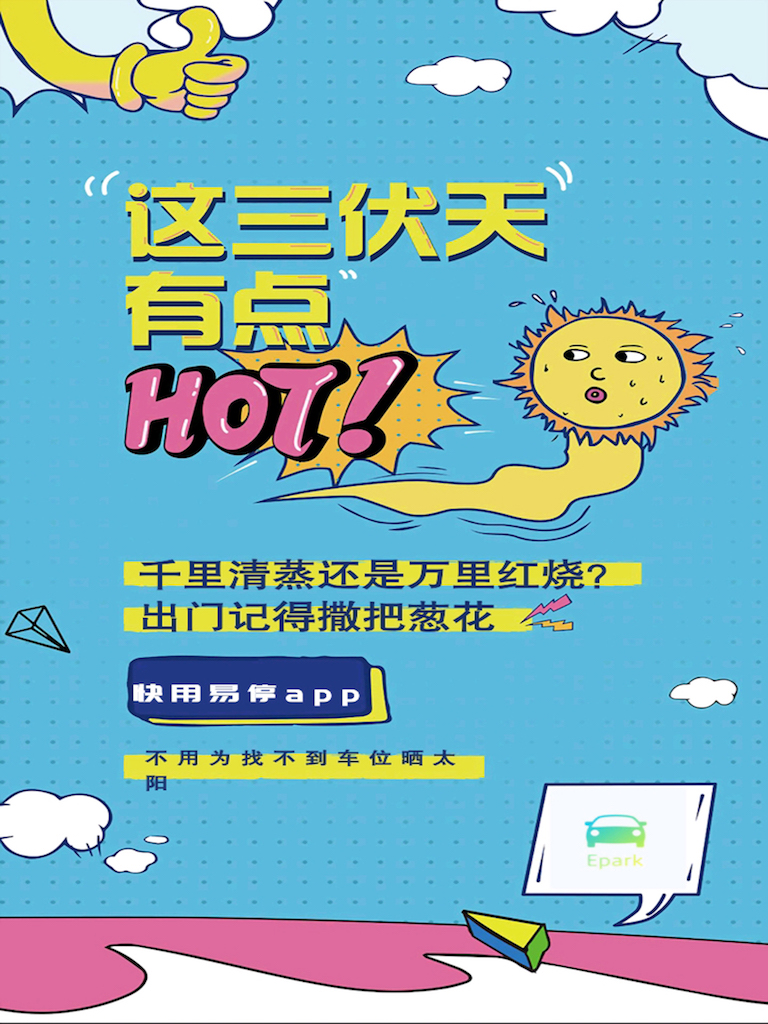 “这三伏天
有点”
HOT!
千里清蒸还是万里红烧?
出门记得撒把葱花
快用易停app
不用为找不到车位晒太
阳
Epark